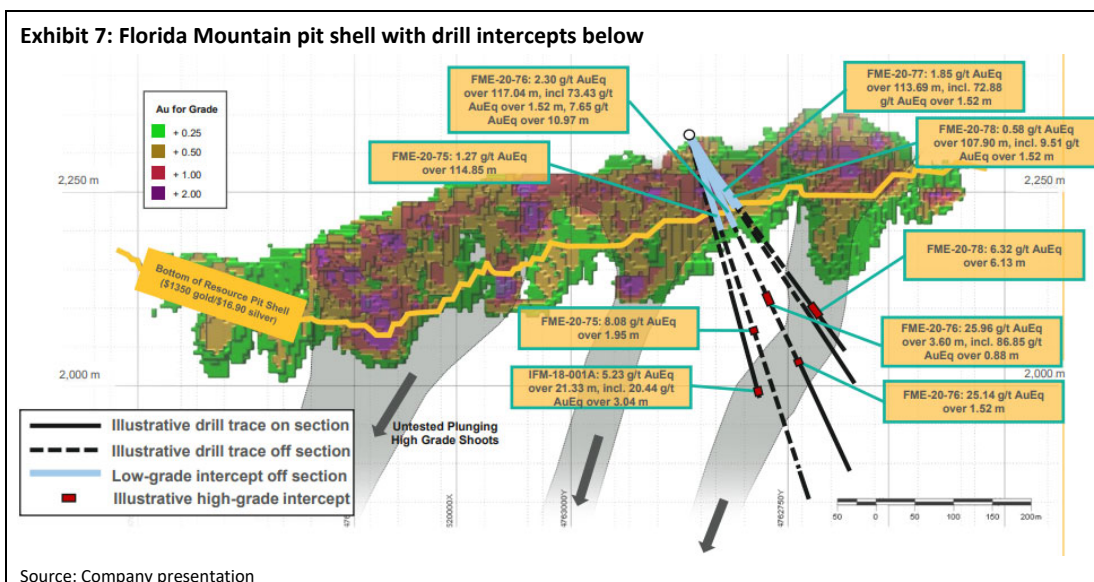 Exhibit 7: Florida Mountain pit shell with drill intercepts below
FME-20-76: 2.30 g/t AuEq
over 117.04 m, incl 73.43 g/t
AuEq over 1.52 m, 7.65 g/t
AuEq over 10.97 m
FME-20-77: 1.85 g/t AuEq
over 113.69 m, incl. 72.88
g/t AuEq over 1.52 m
Au for Grade
+ 0.25
+ 0.50
+ 1.00
+ 2.00
FME-20-75: 1.27 g/t AuEq
over 114.85 m
FME-20-78: 0.58 g/t AuEq
over 107.90 m, incl. 9.51 g/t
AuEq over 1.52 m
2,250 m
2,250 m
Bottom of Resource Pit Shell
($1350 gold/$16.90 silver)
FME-20-78: 6.32 g/t AuEq
over 6.13 m
FME-20-75: 8.08 g/t AuEq
over 1.95 m
FME-20-76: 25.96 g/t AuEq
over 3.60 m, incl. 86.85 g/t
AuEq over 0.88 m
2,000 m
2,000 m
IFM-18-001A: 5.23 g/t AuEq
over 21.33 m, incl. 20.44 g/t
AuEq over 3.04 m
FME-20-76: 25.14 g/t AuEq
over 1.52 m
Untested Plunging
High Grade Shoots
Illustrative drill trace on section
Illustrative drill trace off section
Low-grade intercept off section
Illustrative high-grade intercept
520000X
4763000Y
4762750Y
50 0 50 100 150 200m
Source: Company presentation